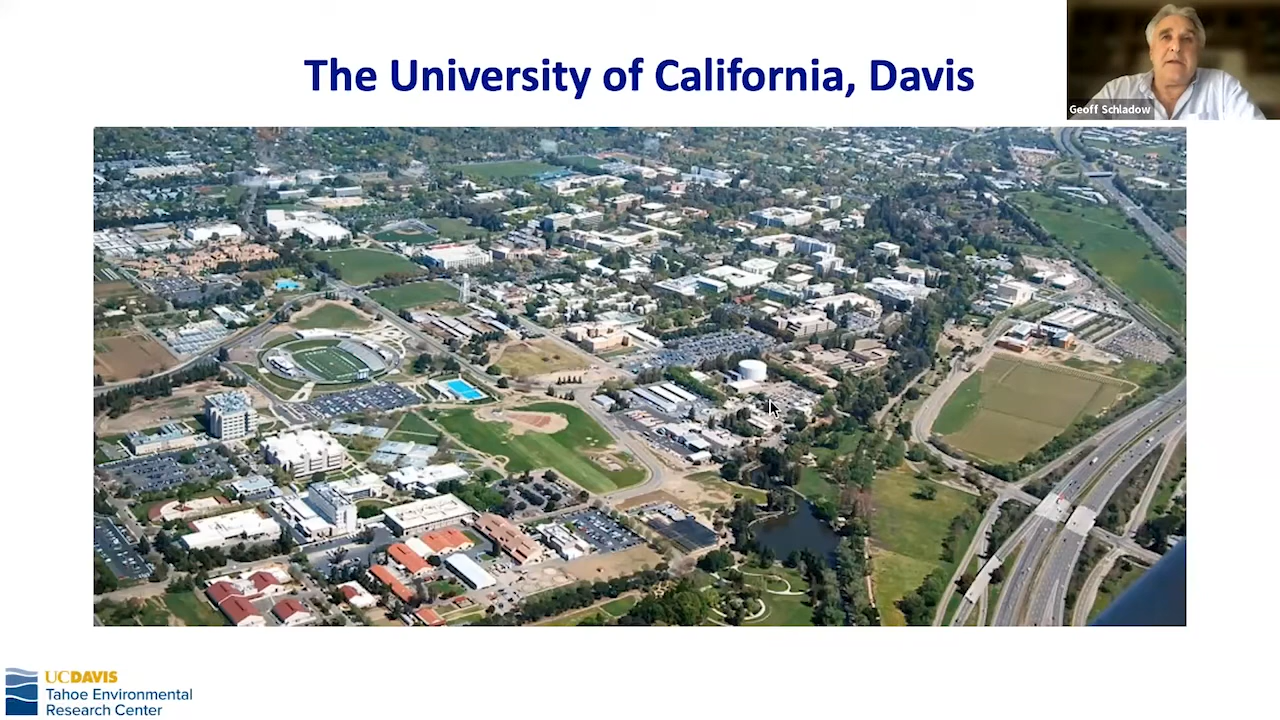 The University of California, Davis
Geoff Schladow
UCDAVIS
Tahoe Environmental
Research Center